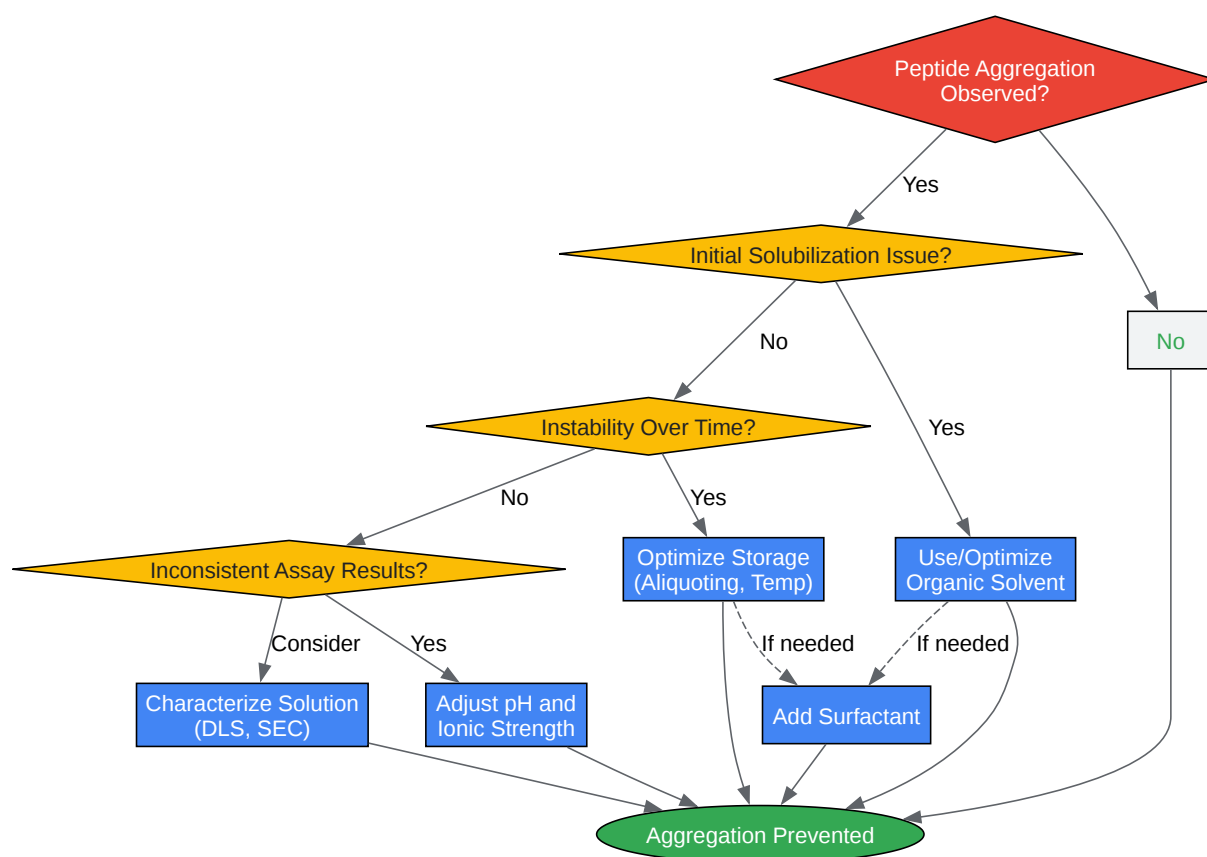 Peptide Aggregation
Observed?
Yes
Initial Solubilization Issue?
No
No
Instability Over Time?
Yes
No
Yes
Optimize Storage
(Aliquoting, Temp)
Use/Optimize
Organic Solvent
Inconsistent Assay Results?
Consider
Yes
If needed
If needed
Characterize Solution
(DLS, SEC)
Adjust pH and
Ionic Strength
Add Surfactant
Aggregation Prevented